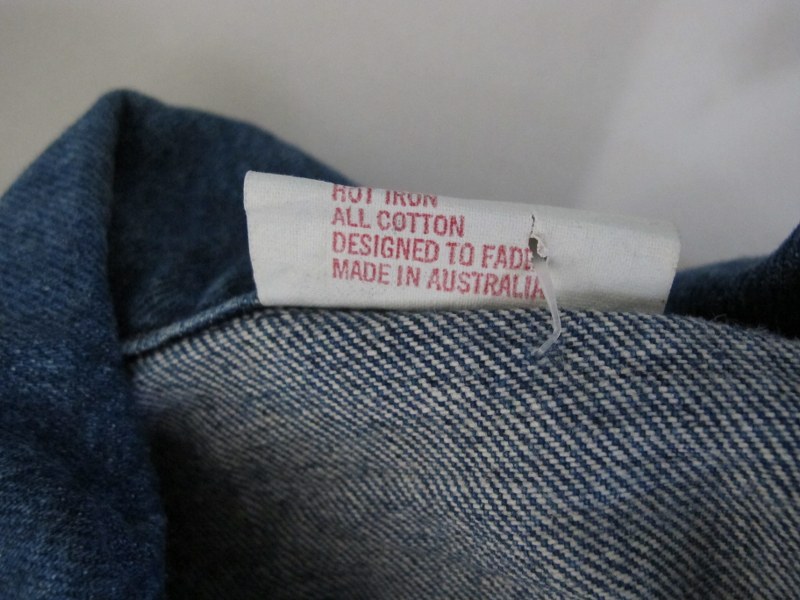 HOT IRON
ALL COTTON
DESIGNED TO FADE
MADE IN AUSTRALIA